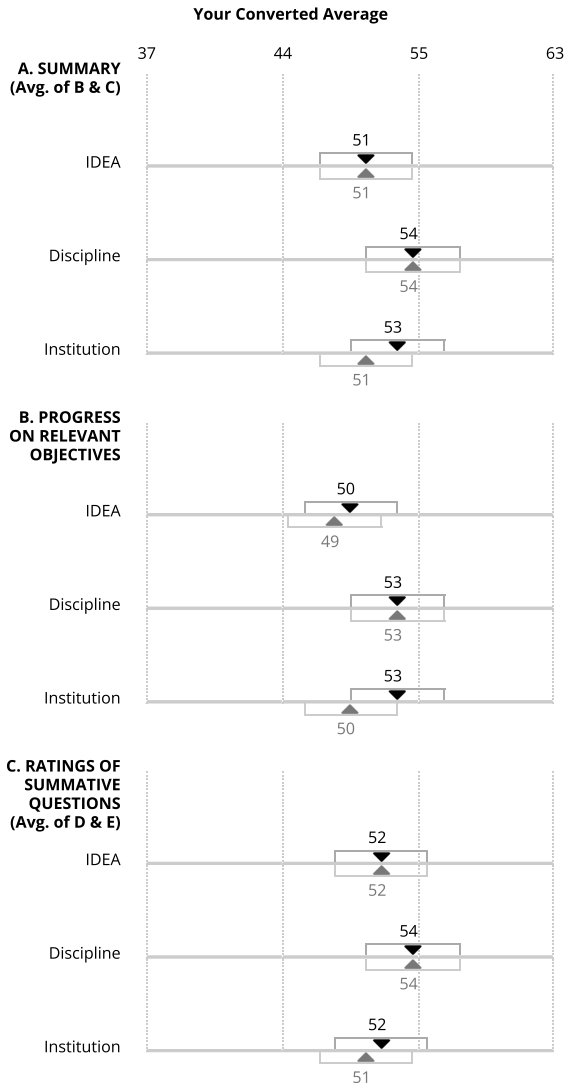 Your Converted Average
37 44 55 63
A. SUMMARY
(Avg. of B & C)
51
IDEA
51
54
Discipline
54
53
Institution
51
B. PROGRESS
ON RELEVANT
OBJECTIVES
50
IDEA
49
53
Discipline
53
53
Institution
50
C. RATINGS OF
SUMMATIVE
QUESTIONS
(Avg. of D & E)
52
IDEA
52
54
Discipline
54
52
Institution
51